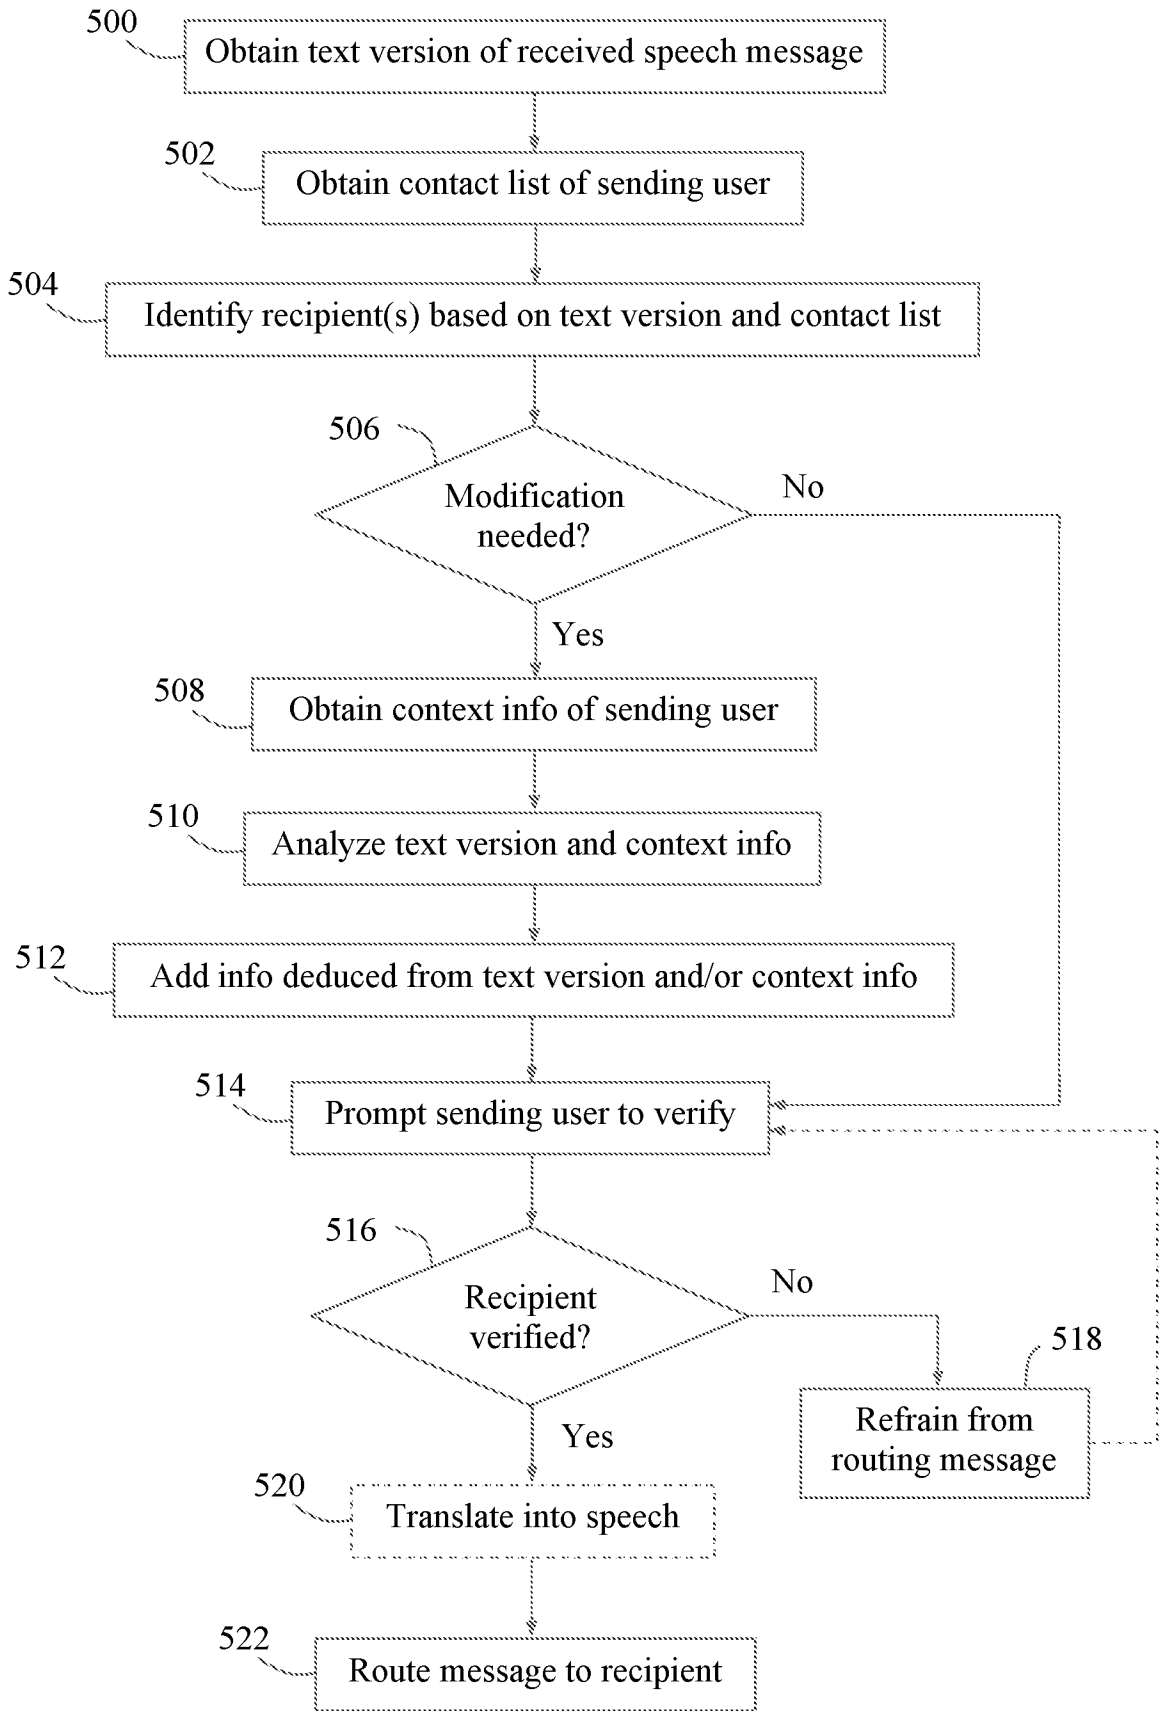 500
Obtain text version of received speech message
502
Obtain contact list of sending user
504
Identify recipient(s) based on text version and contact list
506
Modification
needed?
No
Yes
508
Obtain context info of sending user
510
Analyze text version and context info
512
Add info deduced from text version and/or context info
514
Prompt sending user to verify
516
Recipient
verified?
No
Yes
518
Refrain from
routing message
520
Translate into speech
522
Route message to recipient